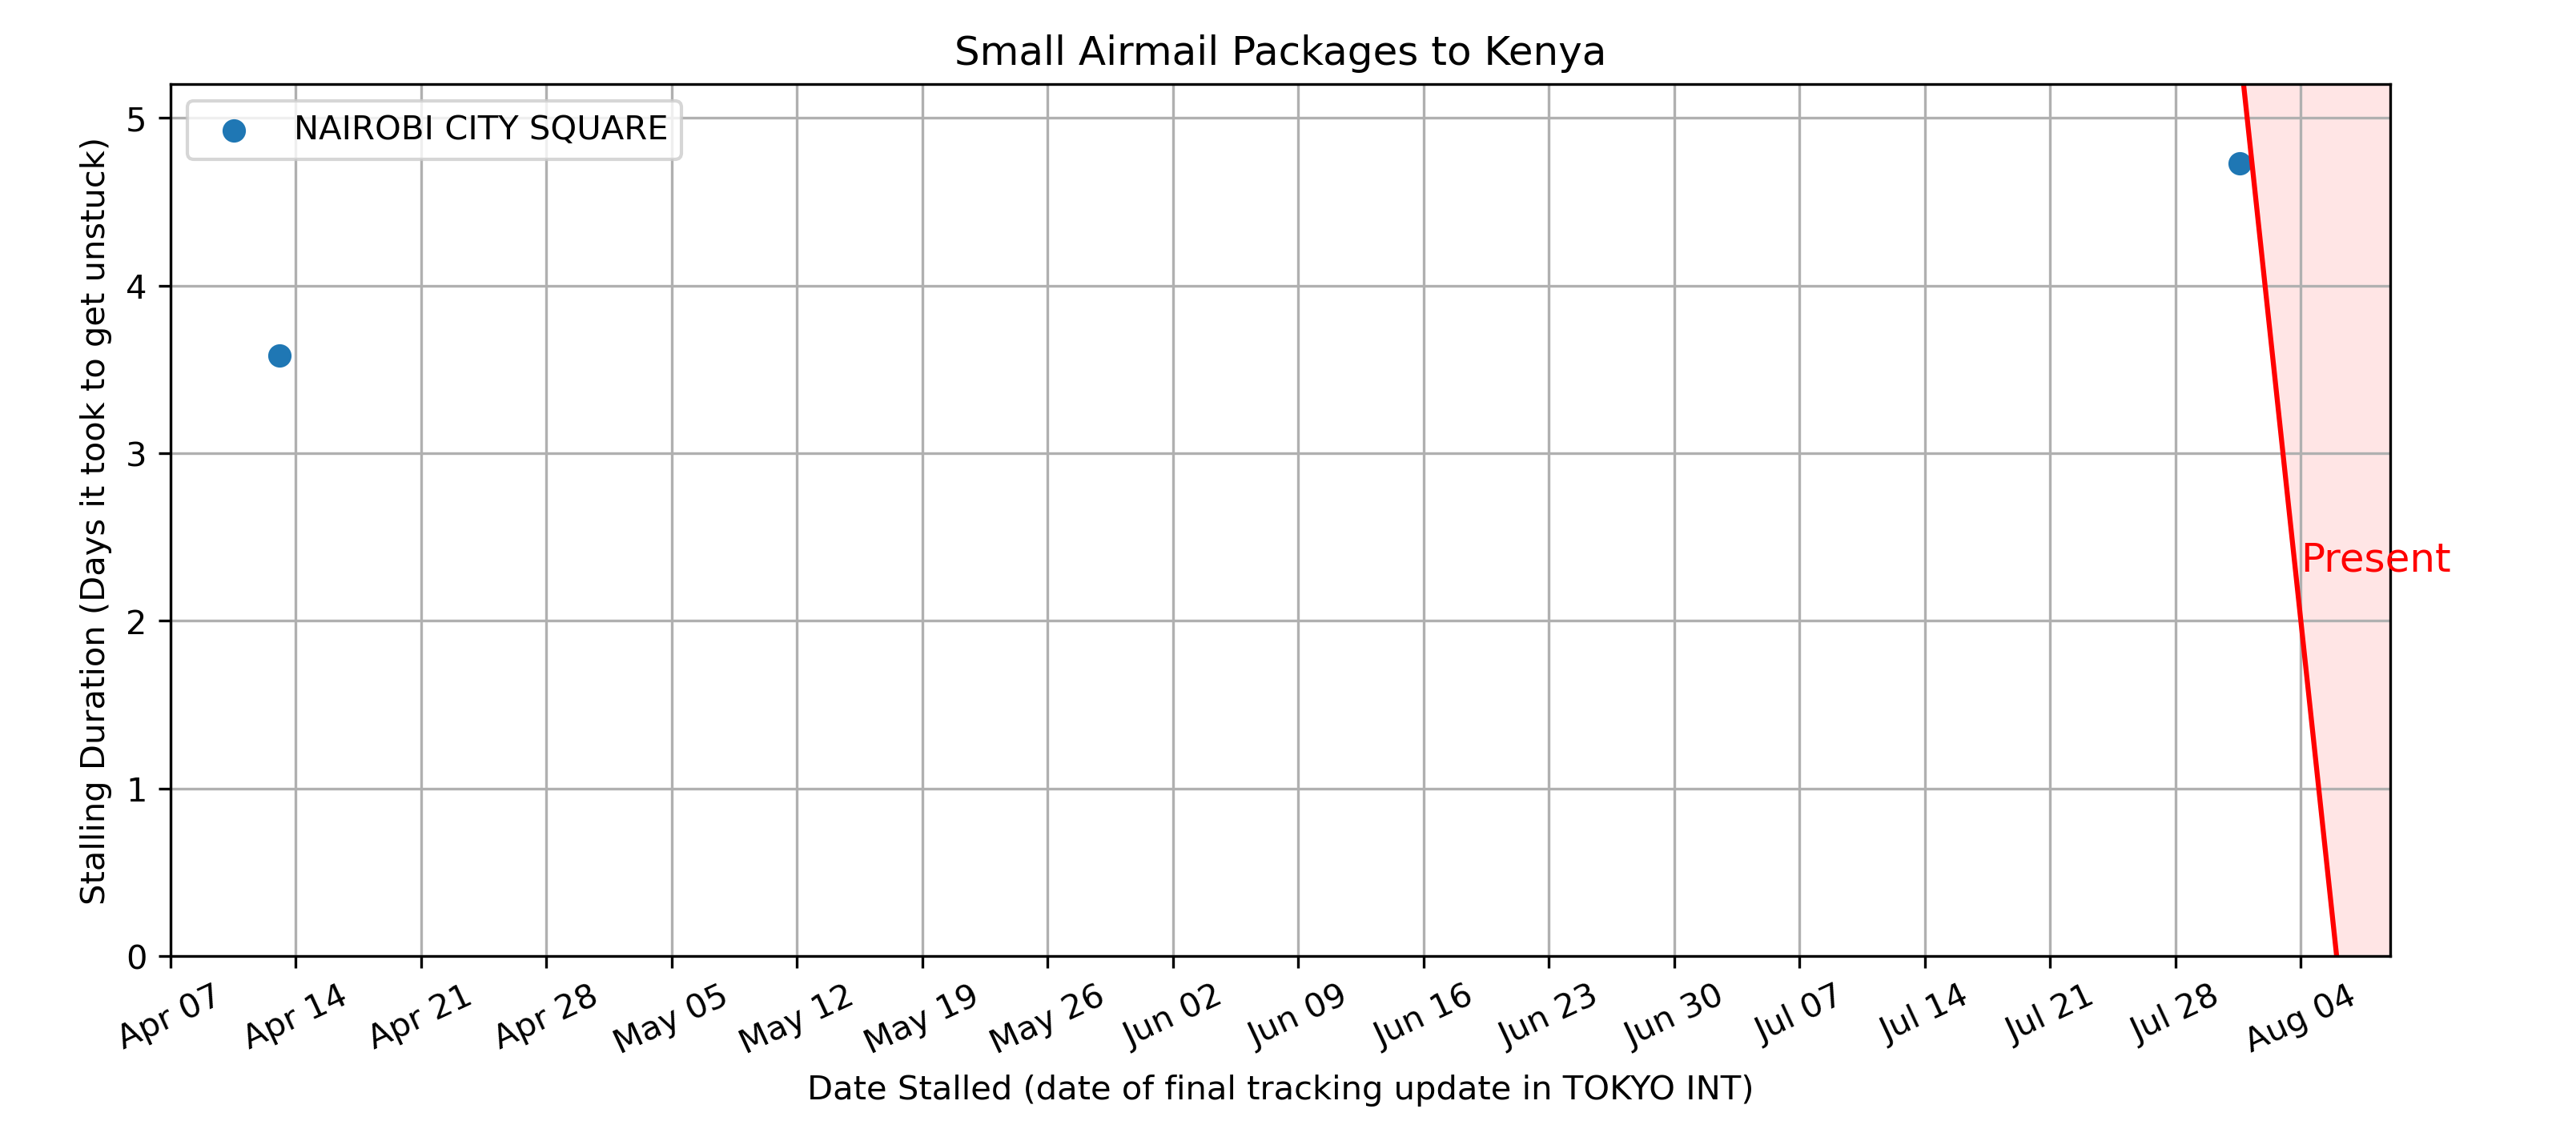 Small Airmail Packages to Kenya
NAIROBI CITY SQUARE
5
4
3
2
1
0
Stalling Duration (Days it took to get unstuck)
Present
Apr 07
Apr 14
Apr 21
Apr 28
May 05
May 12
May 19
May 26
Jun 02
Jun 09
Jun 16
Jun 23
Jun 30
Jul 07
Jul 14
Jul 21
Jul 28
Aug 04
Date Stalled (date of final tracking update in TOKYO INT)